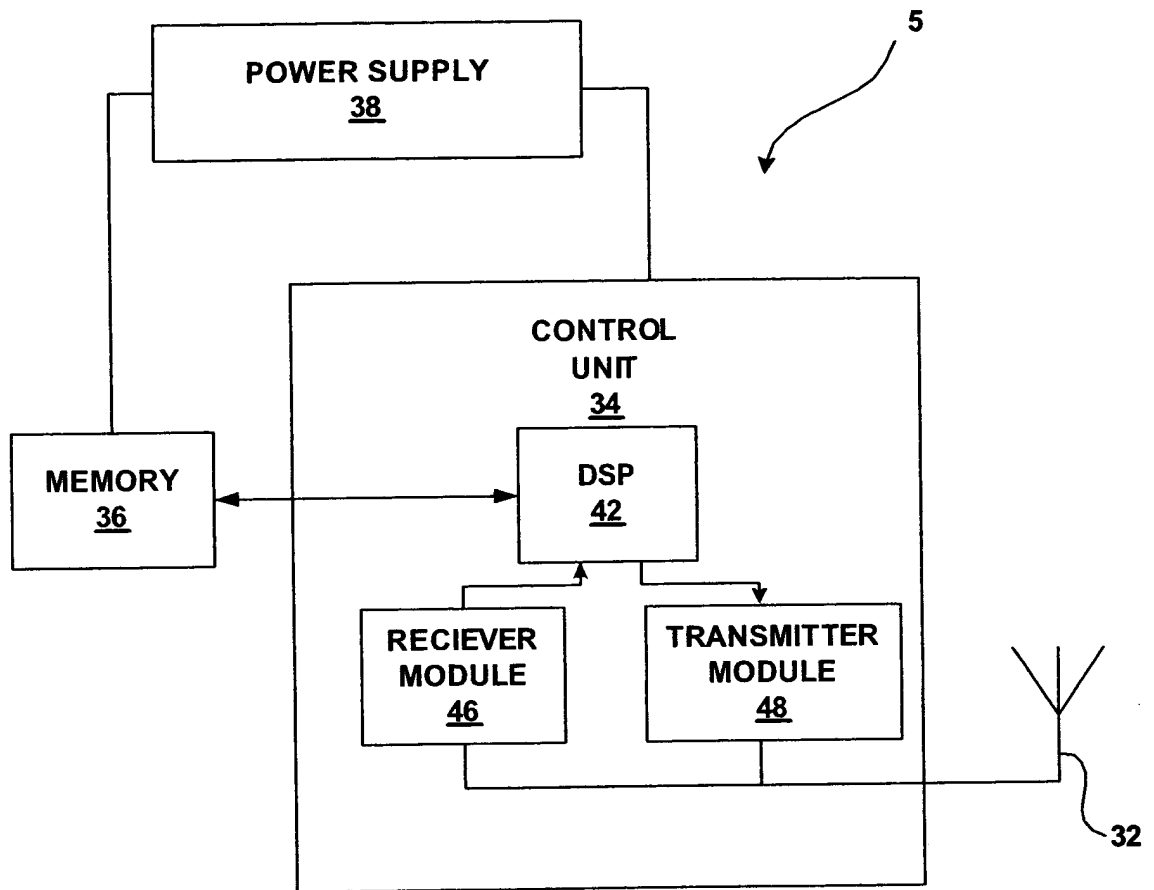 5
POWER SUPPLY
38
CONTROL
UNIT
34
MEMORY
36
DSP
42
RECIEVER
MODULE
46
TRANSMITTER
MODULE
48
32